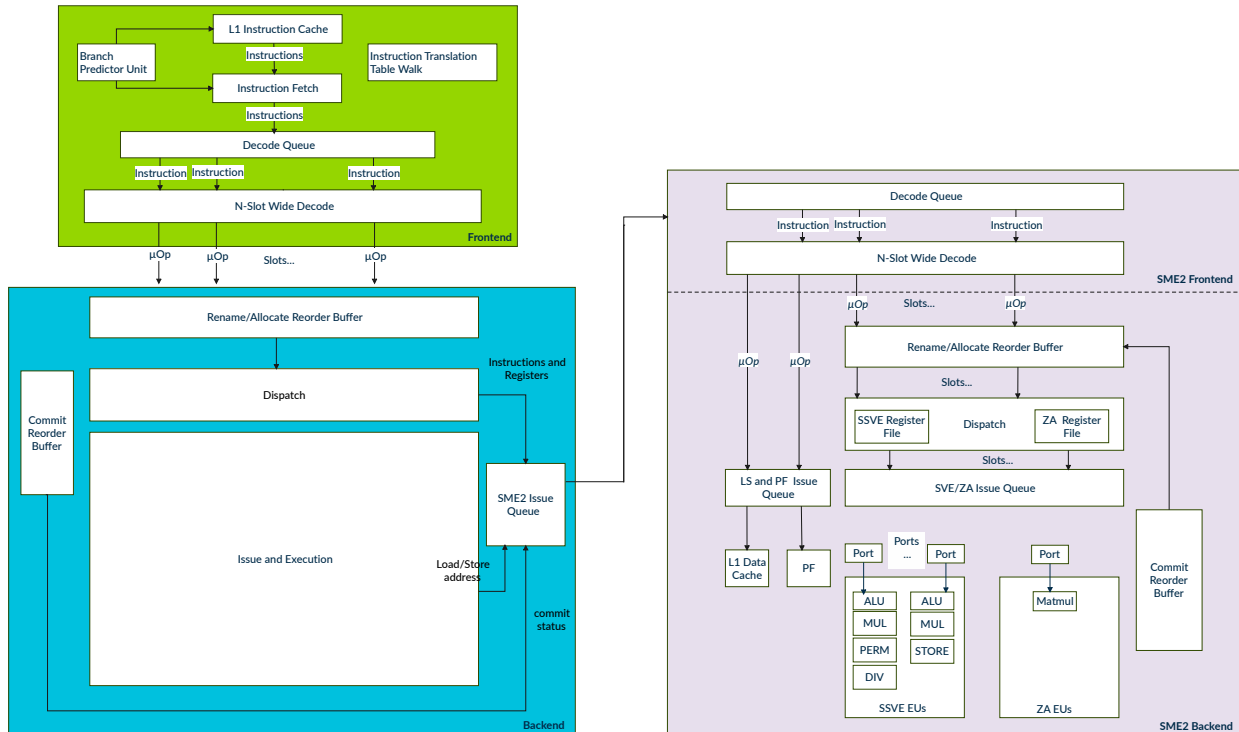 L1 Instruction Cache
Branch
Predictor Unit
Instructions
Instruction Translation
Table Walk
Instruction Fetch
Instructions
Decode Queue
Instruction
Instruction
Instruction
N-Slot Wide Decode
Frontend
µOp
µOp
Slots...
µOp
Rename/Allocate Reorder Buffer
Instructions and
Registers
Dispatch
Commit
Reorder
Buffer
SME2 Issue
Queue
Issue and Execution
Load/Store
address
commit
status
Backend
Decode Queue
Instruction
Instruction
Instruction
N-Slot Wide Decode
SME2 Frontend
µOp
Slots...
µOp
Rename/Allocate Reorder Buffer
µOp
µOp
Slots...
SSVE Register
File
Dispatch
ZA Register
File
Slots...
LS and PF Issue
Queue
SVE/ZA Issue Queue
L1 Data
Cache
PF
Port
Ports
...
Port
Port
Commit
Reorder
Buffer
ALU
MUL
PERM
DIV
ALU
MUL
STORE
SSVE EUs
Matmul
ZA EUs
SME2 Backend